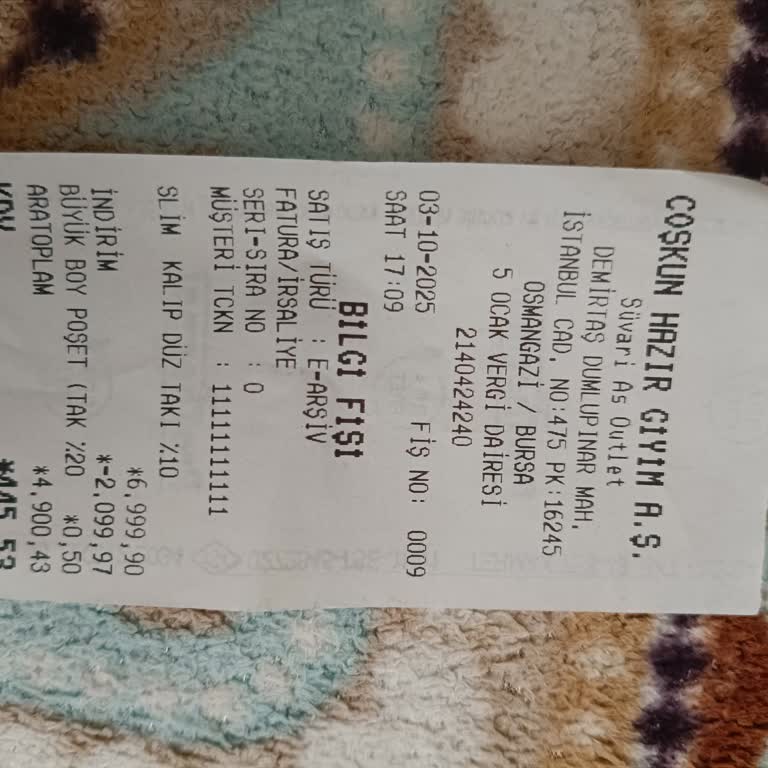 COŞKUN HAZIR GİYİM A.Ş.
Süvari As Outlet
DEMİRTAŞ DUMLUPINAR MAH.
İSTANBUL CAD. NO:475 PK:16245
OSMANGAZİ / BURSA
5 OCAK VERGİ DAİRESİ
2140424240
03-10-2025 FİŞ NO: 0009
SAAT 17:09
BİLGİ FİŞİ
SATIŞ TÜRÜ : E-ARŞİV
FATURA/İRSALİYE
SERI-SIRA NO : 0
MÜŞTERİ TCKN : 11111111111
SLİM KALIP DÜZ TAKI %10
*6.999,90
İNDİRİM *-2.099,97
BÜYÜK BOY POŞET (TAK %20 *0,50
ARATOPLAM *4.900,43
KDV *445,53